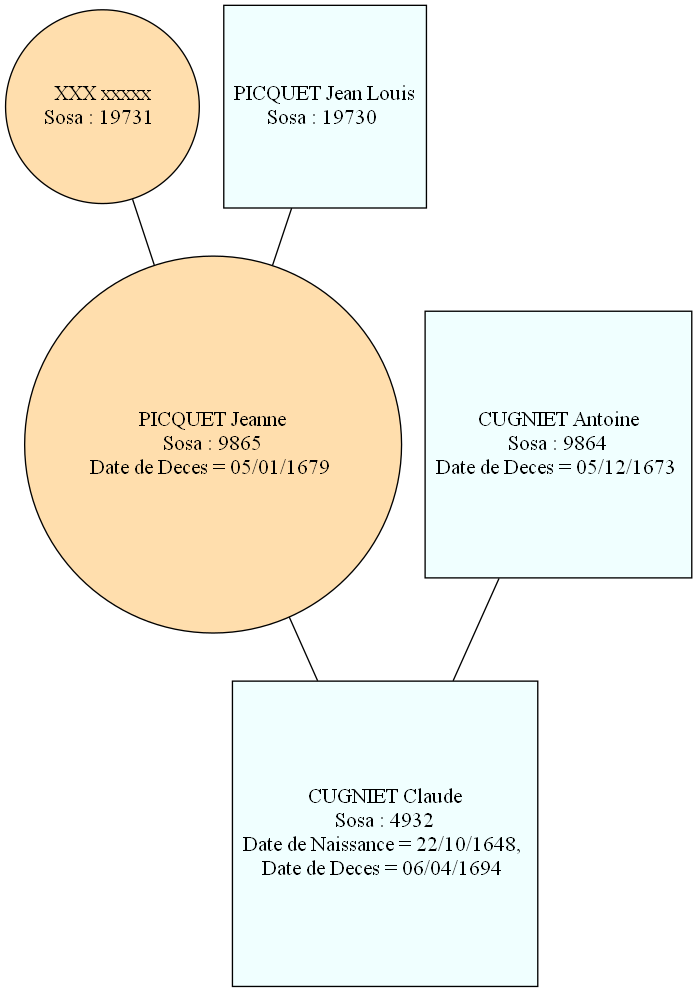 XXX xxxxx
Sosa : 19731
PICQUET Jean Louis
Sosa : 19730
PICQUET Jeanne
Sosa : 9865
Date de Deces = 05/01/1679
CUGNIET Antoine
Sosa : 9864
Date de Deces = 05/12/1673
CUGNIET Claude
Sosa : 4932
Date de Naissance = 22/10/1648,
Date de Deces = 06/04/1694